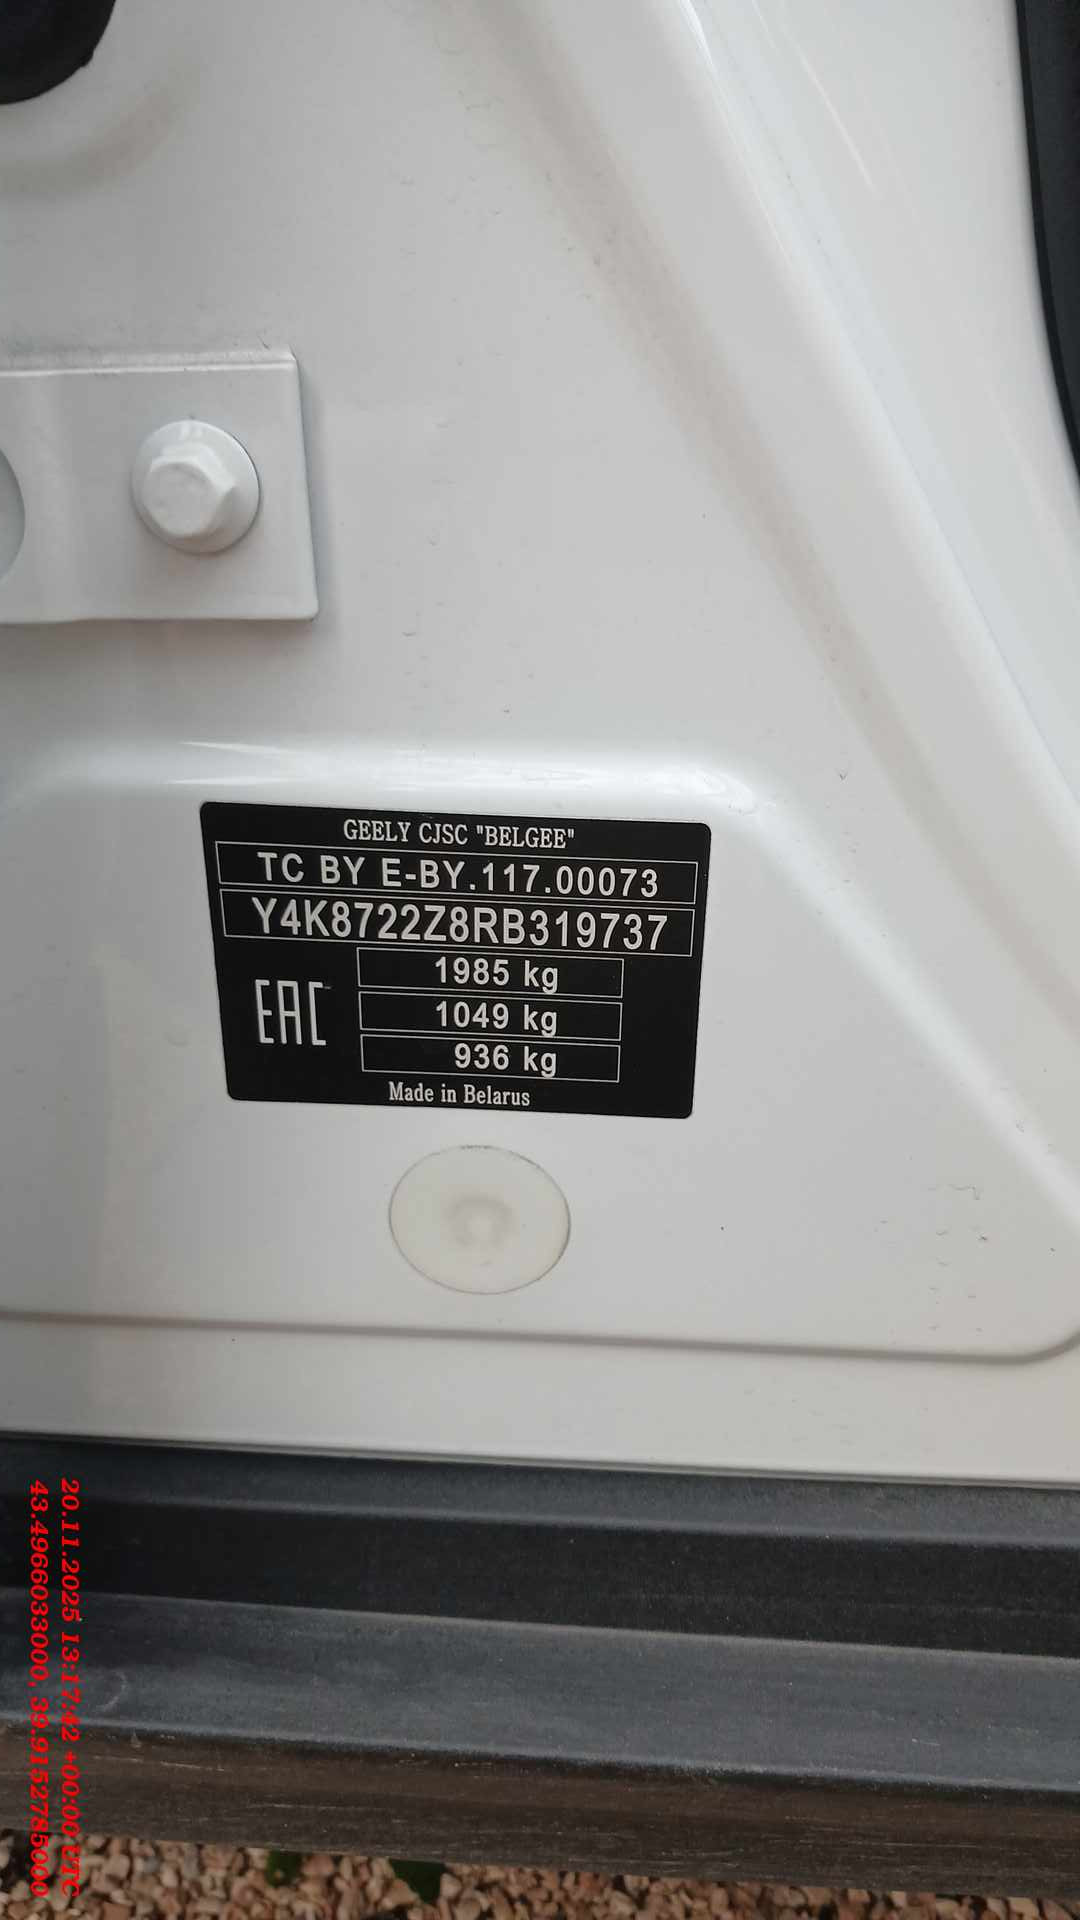 GEELY CJSC "BELGEE"
TC BY E-BY.117.00073
Y4K8722Z8RB319737
1985 kg
1049 kg
936 kg
EAC
Made in Belarus
20.11.2025 13:17:42 +00:00 UTC
43.4966033000, 39.9152785000